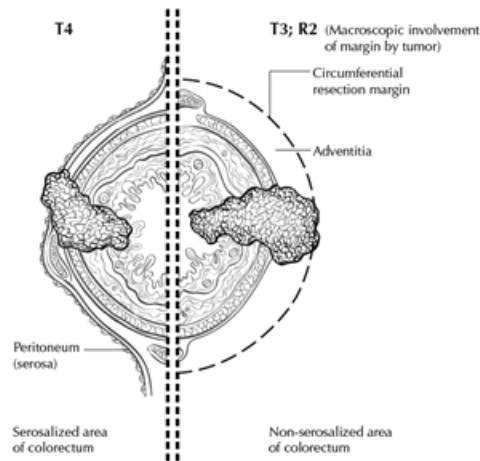 T4
T3; R2 (Macroscopic involvement
of margin by tumor)
Circumferential
resection margin
Adventitia
Peritoneum
(serosa)
Serosalized area
of colorectum
Non-serosalized area
of colorectum